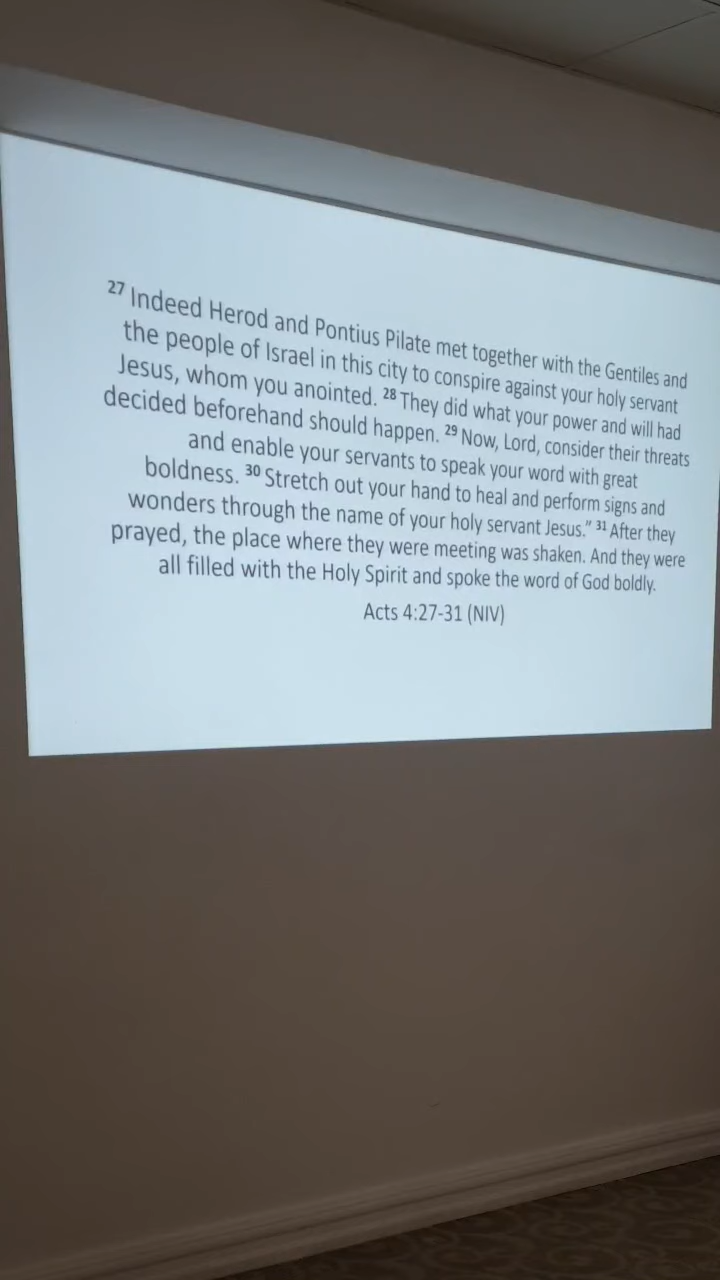 27 Indeed Herod and Pontius Pilate met together with the Gentiles and
the people of Israel in this city to conspire against your holy servant
Jesus, whom you anointed. 28 They did what your power and will had
decided beforehand should happen. 29 Now, Lord, consider their threats
and enable your servants to speak your word with great
boldness. 30 Stretch out your hand to heal and perform signs and
wonders through the name of your holy servant Jesus.” 31 After they
prayed, the place where they were meeting was shaken. And they were
all filled with the Holy Spirit and spoke the word of God boldly.
Acts 4:27-31 (NIV)